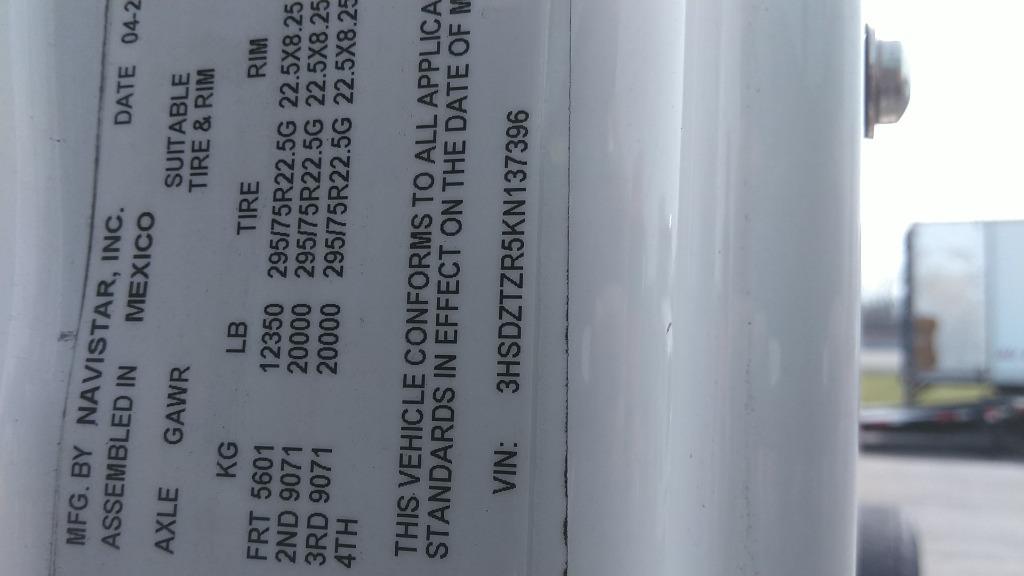 MFG. BY NAVISTAR, INC. DATE 04-2
ASSEMBLED IN MEXICO
AXLE GAWR SUITABLE
TIRE & RIM
KG LB TIRE RIM
FRT 5601 12350 295/75R22.5G 22.5X8.25
2ND 9071 20000 295/75R22.5G 22.5X8.25
3RD 9071 20000 295/75R22.5G 22.5X8.25
4TH
THIS VEHICLE CONFORMS TO ALL APPLICA
STANDARDS IN EFFECT ON THE DATE OF M
VIN: 3HSDZTZR5KN137396